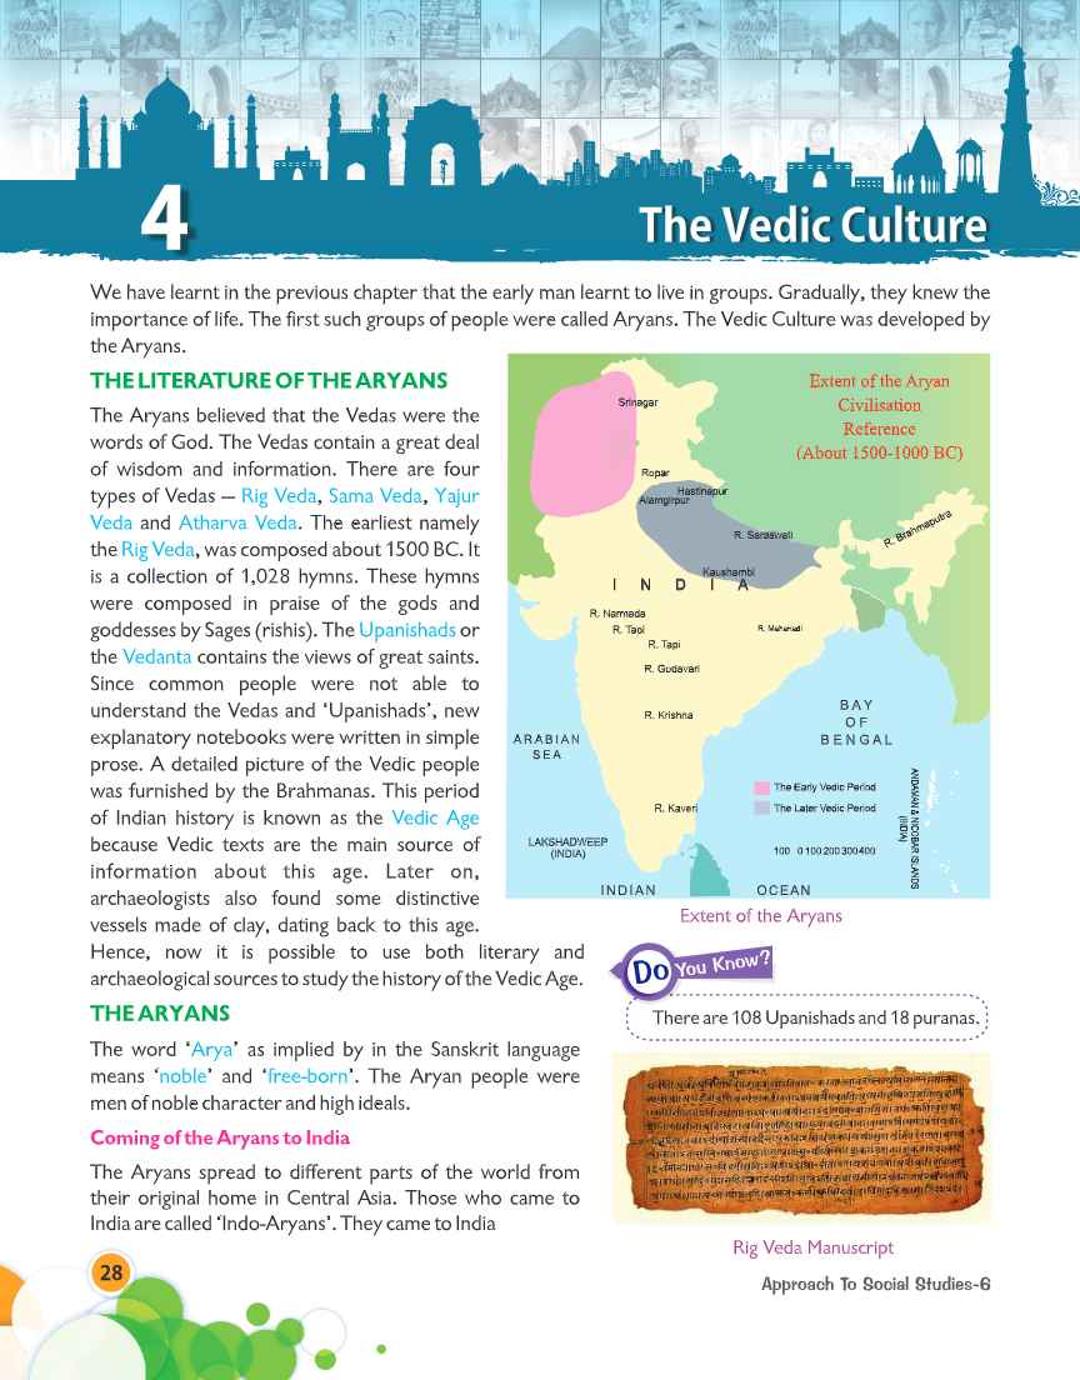 4
The Vedic Culture
We have learnt in the previous chapter that the early man learnt to live in groups. Gradually, they knew the
importance of life. The first such groups of people were called Aryans. The Vedic Culture was developed by
the Aryans.
THE LITERATURE OF THE ARYANS
The Aryans believed that the Vedas were the
words of God. The Vedas contain a great deal
of wisdom and information. There are four
types of Vedas – Rig Veda, Sama Veda, Yajur
Veda and Atharva Veda. The earliest namely
the Rig Veda, was composed about 1500 BC. It
is a collection of 1,028 hymns. These hymns
were composed in praise of the gods and
goddesses by Sages (rishis). The Upanishads or
the Vedanta contains the views of great saints.
Since common people were not able to
understand the Vedas and ‘Upanishads’, new
explanatory notebooks were written in simple
prose. A detailed picture of the Vedic people
was furnished by the Brahmanas. This period
of Indian history is known as the Vedic Age
because Vedic texts are the main source of
information about this age. Later on,
archaeologists also found some distinctive
vessels made of clay, dating back to this age.
Hence, now it is possible to use both literary and
archaeological sources to study the history of the Vedic Age.
THE ARYANS
The word ‘Arya’ as implied by in the Sanskrit language
means ‘noble’ and ‘free-born’. The Aryan people were
men of noble character and high ideals.
Coming of the Aryans to India
The Aryans spread to different parts of the world from
their original home in Central Asia. Those who came to
India are called ‘Indo-Aryans’. They came to India
Extent of the Aryan
Civilisation
Reference
(About 1500-1000 BC)
Srinagar
Ropar
Hastinapur
Alamgirpur
R. Saraswati
R. Brahmaputra
Kaushambi
INDIA
R. Narmada
R. Tapi
R. Mahanadi
R. Tapi
R. Godavari
R. Krishna
BAY
OF
BENGAL
ARABIAN
SEA
The Early Vedic Period
The Later Vedic Period
R. Kaveri
LAKSHADWEEP
(INDIA)
100 0 100 200 300 400
ANDAMAN & NICOBAR ISLANDS
(INDIA)
INDIAN OCEAN
Extent of the Aryans
Do You Know?
There are 108 Upanishads and 18 puranas.
Rig Veda Manuscript
28
Approach To Social Studies-6